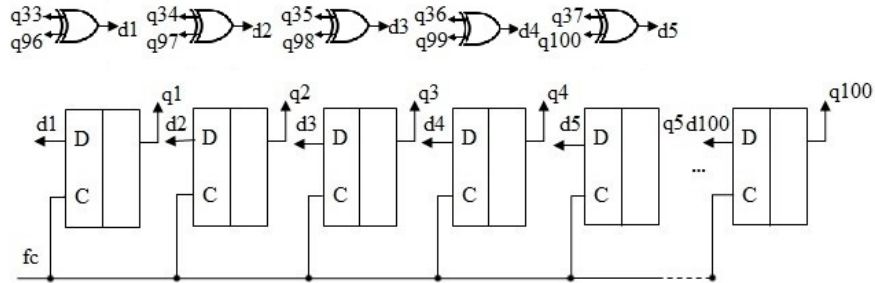 q33 q34 q35 q36 q37
d1 d2 d3 d4 d5
q96 q97 q98 q99 q100
q1 q2 q3 q4 q100
d1 d2 d3 d4 d5 q5 d100
D D D D D D
...
C C C C C C
fc